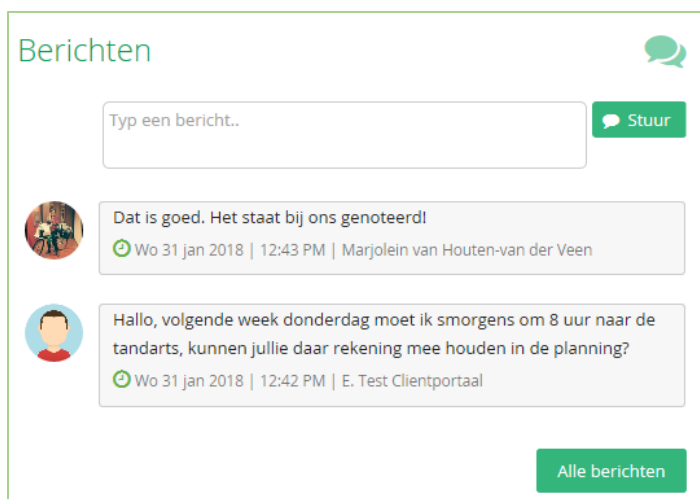 Berichten
Typ een bericht..
Stuur
Dat is goed. Het staat bij ons genoteerd!
Wo 31 jan 2018 | 12:43 PM | Marjolein van Houten-van der Veen
Hallo, volgende week donderdag moet ik smorgens om 8 uur naar de
tandarts, kunnen jullie daar rekening mee houden in de planning?
Wo 31 jan 2018 | 12:42 PM | E. Test Clientportaal
Alle berichten